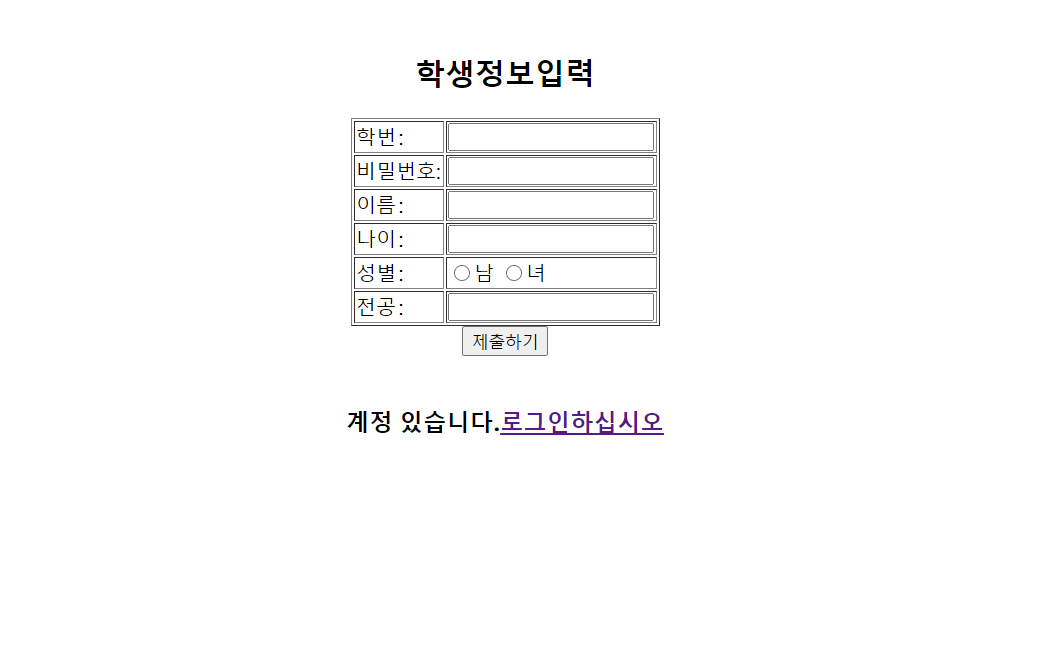 학생정보입력
학번:
비밀번호:
이름:
나이:
성별: 남 녀
전공:
제출하기
계정 있습니다.로그인하십시오